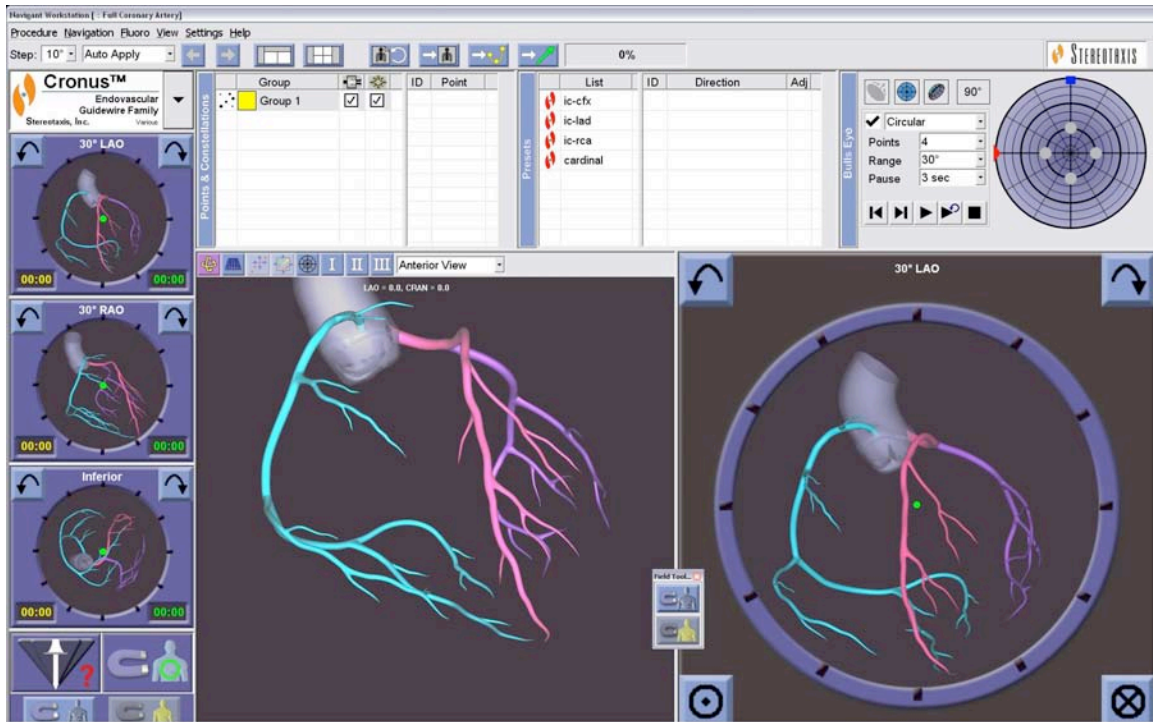 Navigant Workstation [ : Full Coronary Artery]
Procedure Navigation Fluoro View Settings Help
Step: 10° Auto Apply 0% STEREOTAXIS
Cronus™
Endovascular
Guidewire Family
Stereotaxis, Inc. Various
Points & Constellations
Group ID Point
Group 1
Presets
List ID Direction Adj
ic-cfx
ic-lad
ic-rca
cardinal
Bulls Eye
90°
Circular
Points 4
Range 30°
Pause 3 sec
30° LAO
00:00 00:00
30° RAO
00:00 00:00
Inferior
00:00 00:00
?
I II III Anterior View
LAO = 0.0, CRAN = 0.0
Field Tool...
30° LAO